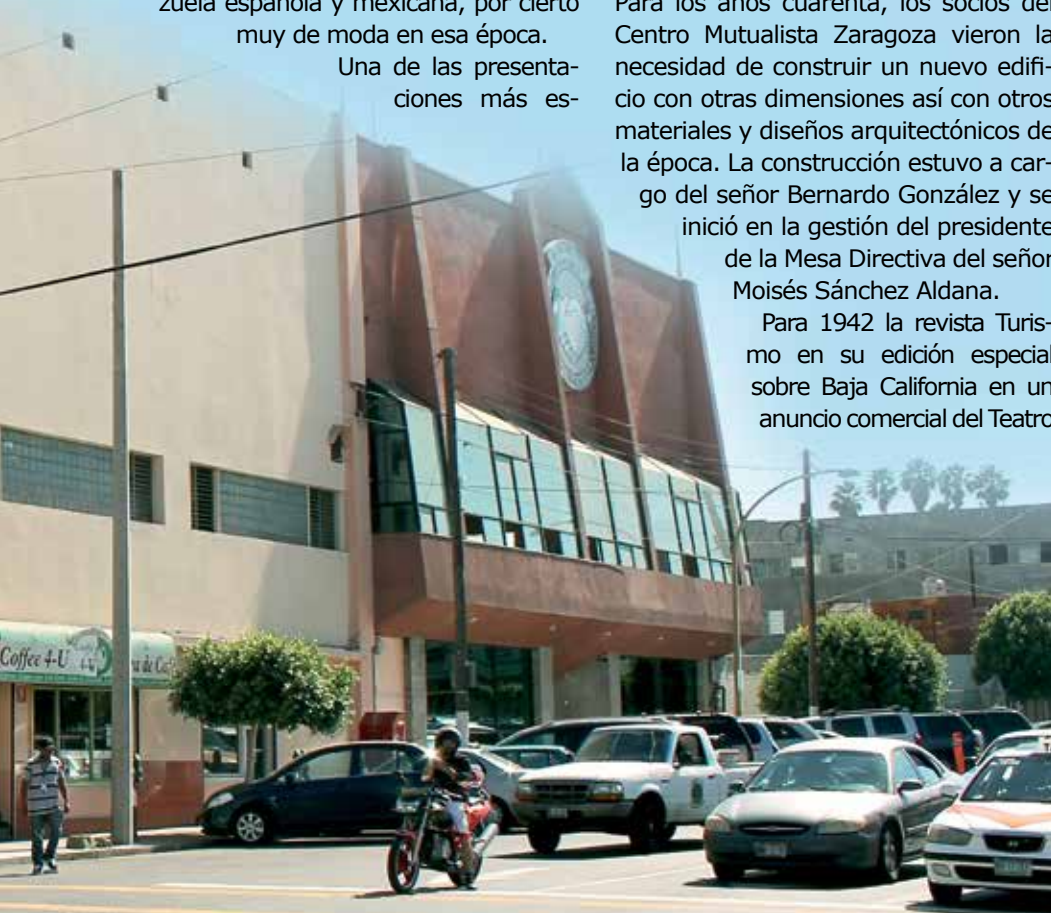 zuela española y mexicana, por cierto
muy de moda en esa época.
Una de las presenta-
ciones más es-
Para los años cuarenta, los socios del
Centro Mutualista Zaragoza vieron la
necesidad de construir un nuevo edifi-
cio con otras dimensiones así con otros
materiales y diseños arquitectónicos de
la época. La construcción estuvo a car-
go del señor Bernardo González y se
inició en la gestión del presidente
de la Mesa Directiva del señor
Moisés Sánchez Aldana.
Para 1942 la revista Turis-
mo en su edición especial
sobre Baja California en un
anuncio comercial del Teatro
Coffee 4-U